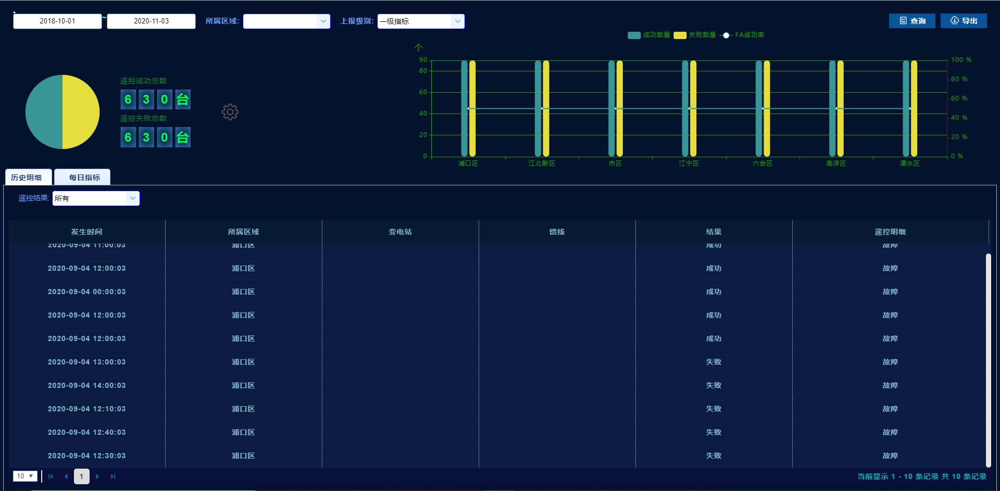 2018-10-01 ~ 2020-11-03 所属区域: 上报级别: 一级指标 查询 导出
成功数量 失败数量 FA成功率
个
90 100 %
80 80 %
60 60 %
40 40 %
20 20 %
0 0 %
浦口区 江北新区 市区 江宁区 六合区 高淳区 溧水区
遥控成功总数
6 3 0 台
遥控失败总数
6 3 0 台
历史明细 每日指标
遥控结果: 所有
发生时间 所属区域 变电站 馈线 结果 遥控明细
2020-09-04 11:00:03 浦口区 成功 故障
2020-09-04 12:00:03 浦口区 成功 故障
2020-09-04 00:00:03 浦口区 成功 故障
2020-09-04 12:00:03 浦口区 成功 故障
2020-09-04 12:00:03 浦口区 成功 故障
2020-09-04 13:00:03 浦口区 失败 故障
2020-09-04 14:00:03 浦口区 失败 故障
2020-09-04 12:10:03 浦口区 失败 故障
2020-09-04 12:40:03 浦口区 失败 故障
2020-09-04 12:30:03 浦口区 失败 故障
10 1 当前显示 1 - 10 条记录 共 10 条记录